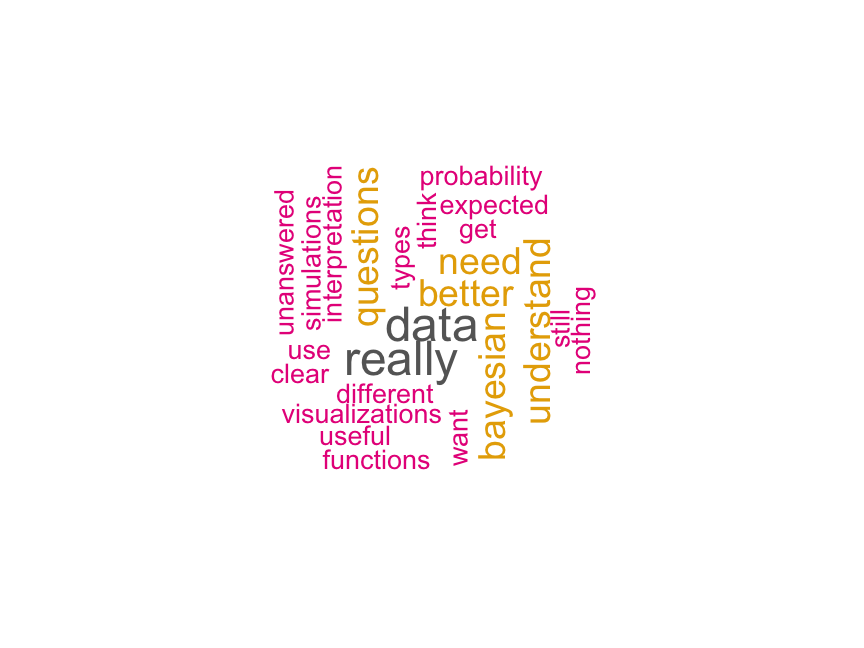 probability
expected
get
think
types
questions
interpretation
simulations
unanswered
need
better
data
really
understand
bayesian
still
nothing
use
clear
different
visualizations
useful
functions
want